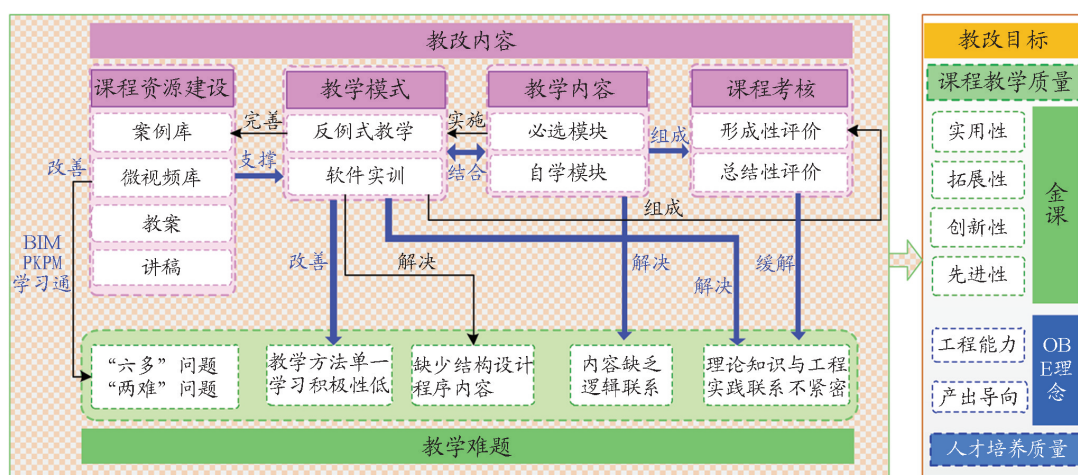 教改内容
课程资源建设
案例库
微视频库
教案
讲稿
教学模式
反例式教学
软件实训
教学内容
必选模块
自学模块
课程考核
形成性评价
总结性评价
完善
实施
组成
支撑
结合
组成
改善
BIM
PKPM
学习通
改善
解决
解决
解决
缓解
“六多”问题
“两难”问题
教学方法单一
学习积极性低
缺少结构设计
程序内容
内容缺乏
逻辑联系
理论知识与工程
实践联系不紧密
教学难题
教改目标
课程教学质量
实用性
拓展性
创新性
先进性
金
课
工程能力
产出导向
OB
E理
念
人才培养质量